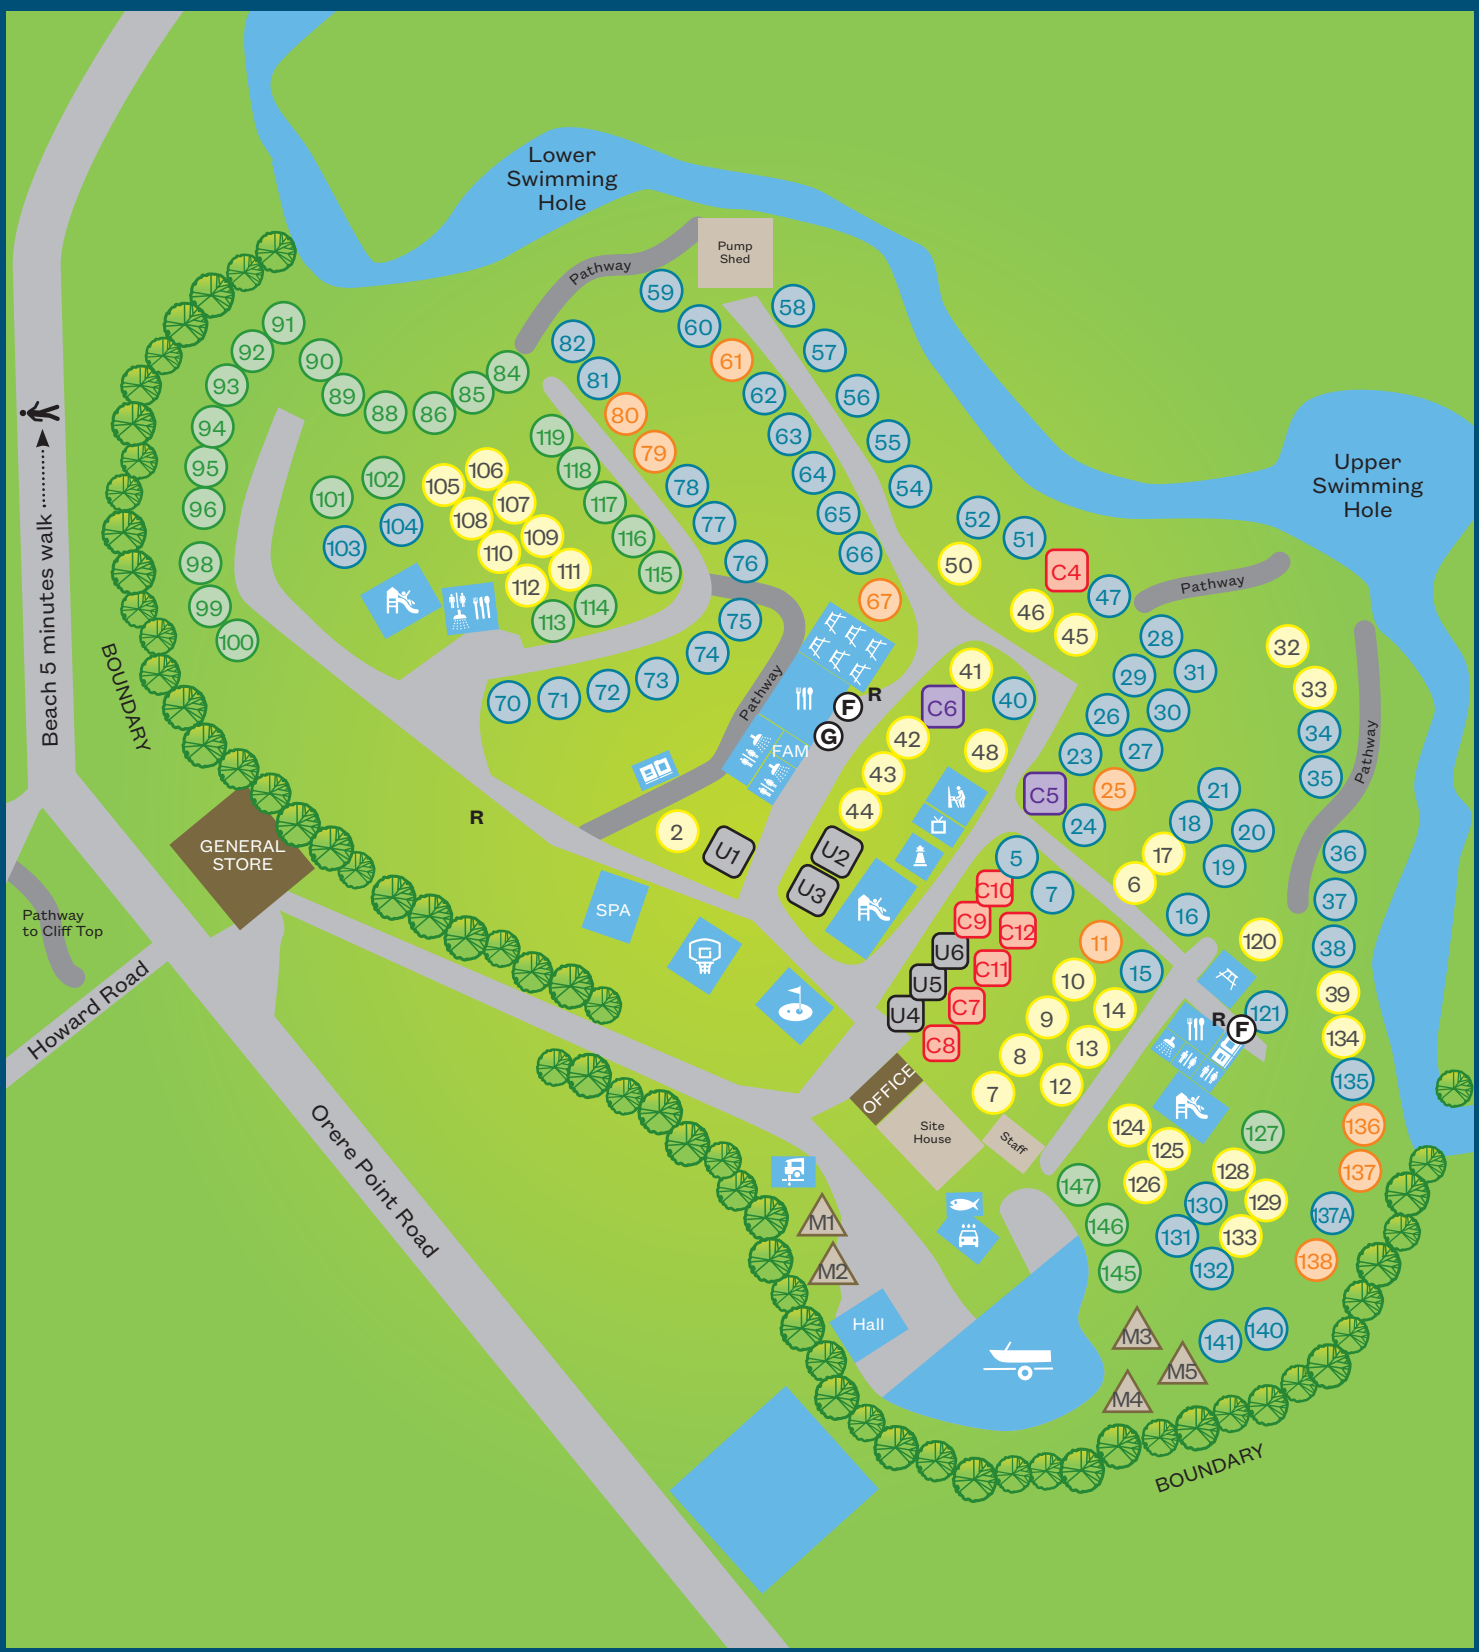 Lower
Swimming
Hole
Pump
Shed
Pathway
59
58
60
57
61
82
81
62
56
80
63
55
79
64
54
78
65
77
66
76
67
91
92
90
93
89
88
86
85
84
94
95
96
98
99
100
101
102
103
104
105
106
107
108
109
110
111
112
113
114
115
116
117
118
119
75
74
73
72
71
70
Pathway
FAM
F
R
G
52
51
50
C4
47
46
45
Pathway
Upper
Swimming
Hole
28
29
31
26
30
23
27
25
24
C5
32
33
34
35
Pathway
21
18
20
17
19
6
16
36
37
38
39
120
121
134
135
136
137
137A
138
41
C6
40
42
48
43
44
U2
U3
2
U1
R
SPA
5
7
C10
C9
C12
U6
C11
U5
C7
U4
C8
11
10
15
9
14
8
13
7
12
R
F
OFFICE
Site
House
Staff
124
125
126
127
128
129
130
131
132
133
147
146
145
M1
M2
Hall
M3
M4
M5
141
140
Beach 5 minutes walk
BOUNDARY
GENERAL
STORE
Pathway
to Cliff Top
Howard Road
Orere Point Road
BOUNDARY